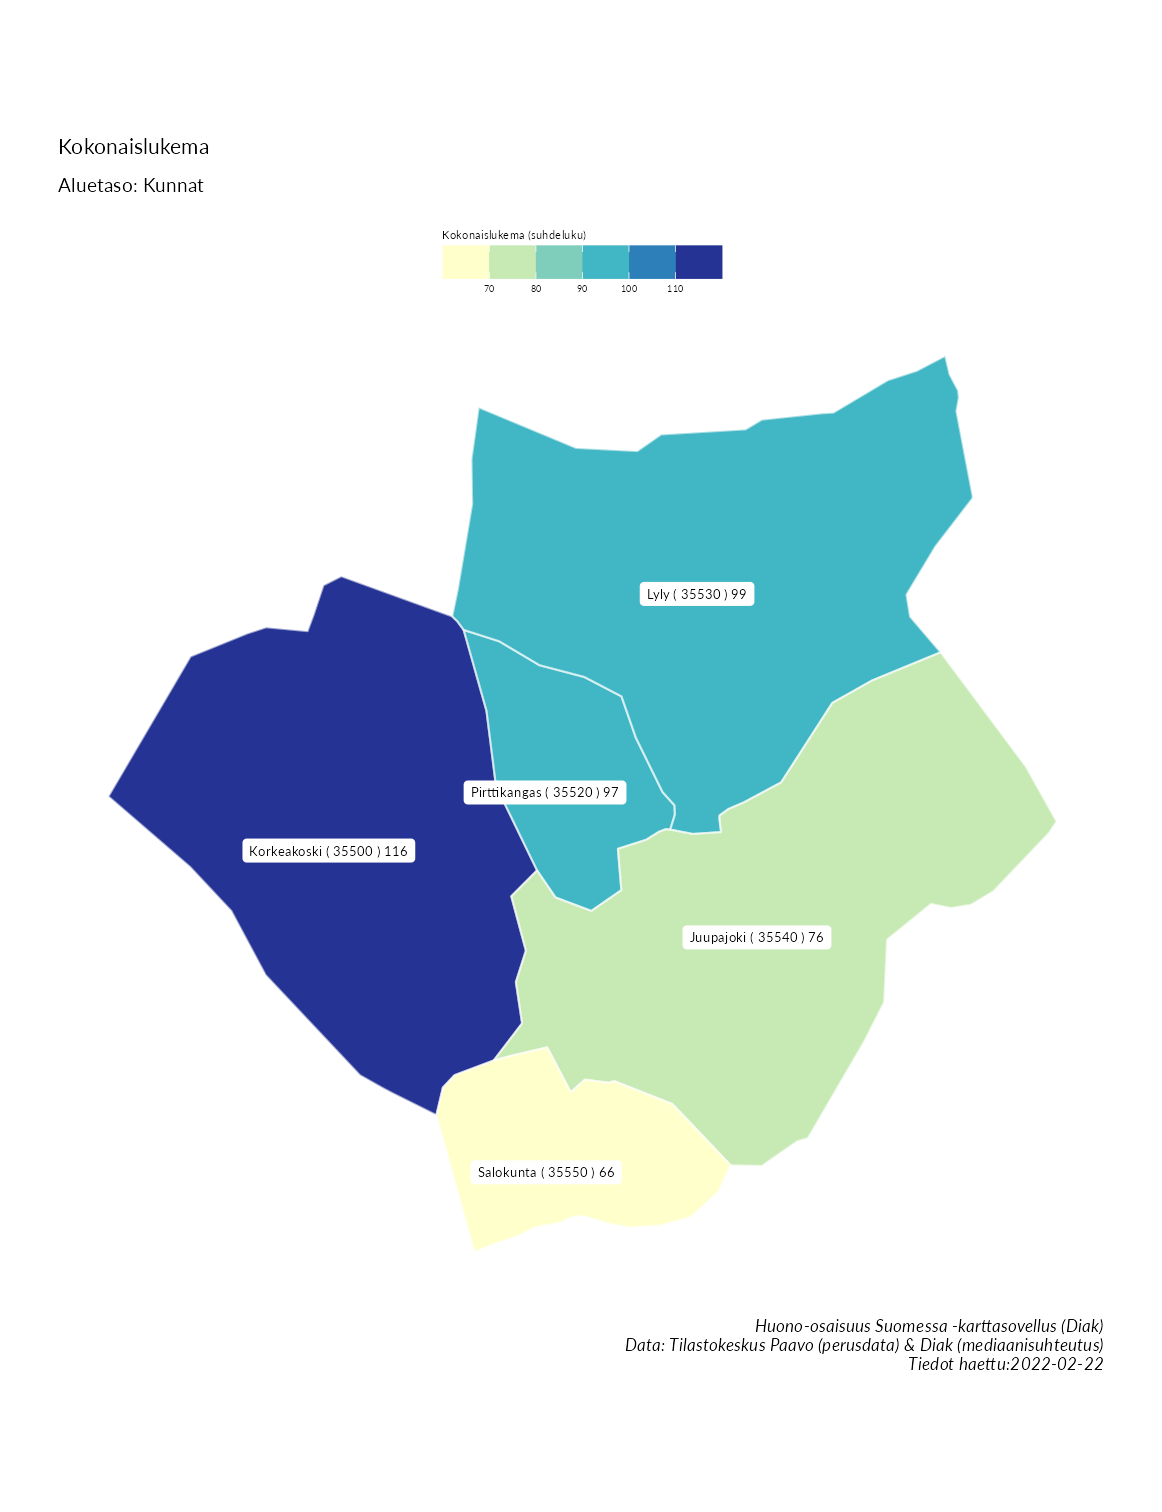 Kokonaislukema
Aluetaso: Kunnat
Kokonaislukema (suhdeluku)
70 80 90 100 110
Lyly ( 35530 ) 99
Pirttikangas ( 35520 ) 97
Korkeakoski ( 35500 ) 116
Juupajoki ( 35540 ) 76
Salokunta ( 35550 ) 66
Huono-osaisuus Suomessa -karttasovellus (Diak)
Data: Tilastokeskus Paavo (perusdata) & Diak (mediaanisuhteutus)
Tiedot haettu:2022-02-22